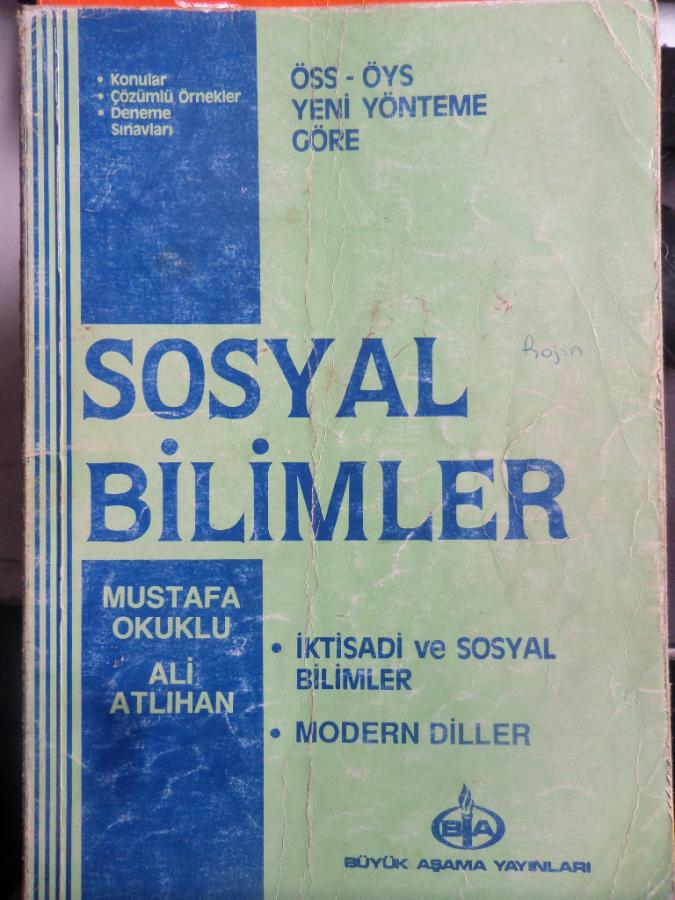 • Konular
• Çözümlü Örnekler
• Deneme
Sınavları
ÖSS - ÖYS
YENİ YÖNTEME
GÖRE
SOSYAL
BİLİMLER
Rojin
MUSTAFA
OKUKLU
ALİ
ATLIHAN
• İKTİSADİ ve SOSYAL
BİLİMLER
• MODERN DİLLER
BA
BÜYÜK AŞAMA YAYINLARI